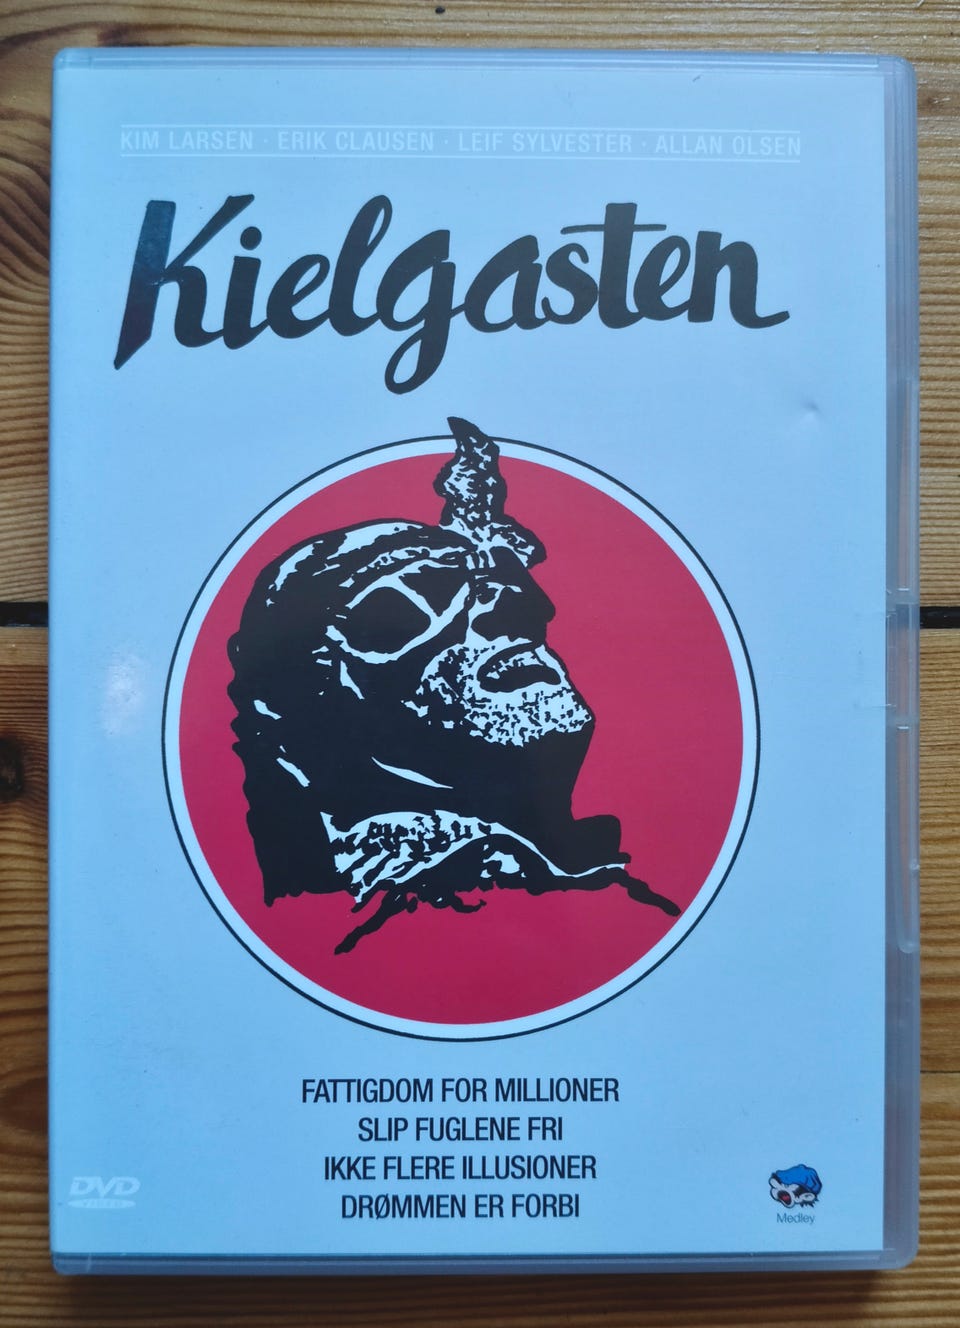 KIM LARSEN · ERIK CLAUSEN · LEIF SYLVESTER · ALLAN OLSEN
Kielgasten
FATTIGDOM FOR MILLIONER
SLIP FUGLENE FRI
IKKE FLERE ILLUSIONER
DRØMMEN ER FORBI
DVD
VIDEO
Medley